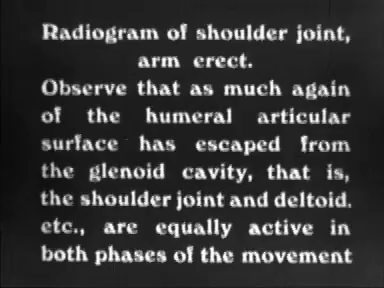 Radiogram of shoulder joint,
arm erect.
Observe that as much again
of the humeral articular
surface has escaped from
the glenoid cavity, that is,
the shoulder joint and deltoid.
etc., are equally active in
both phases of the movement